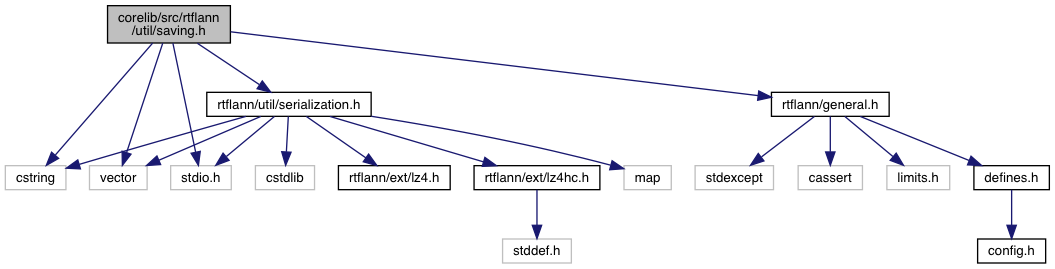 corelib/src/rtflann
/util/saving.h
rtflann/util/serialization.h
rtflann/general.h
cstring
vector
stdio.h
cstdlib
rtflann/ext/lz4.h
rtflann/ext/lz4hc.h
map
stdexcept
cassert
limits.h
defines.h
stddef.h
config.h